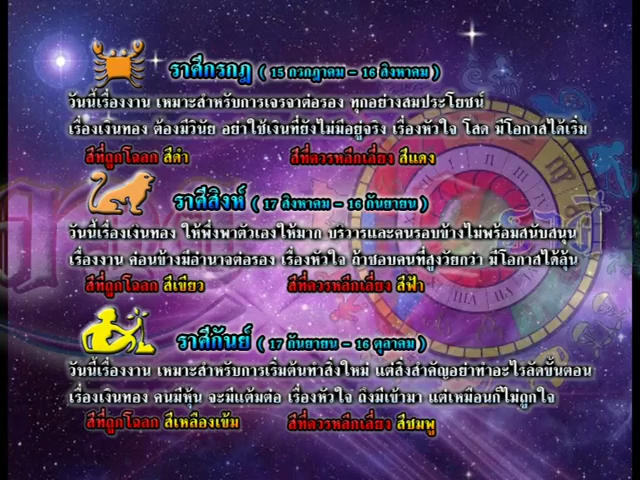 ราศีกรกฎ ( 15 กรกฎาคม - 16 สิงหาคม )
วันนี้เรื่องงาน เหมาะสำหรับการเจรจาต่อรอง ทุกอย่างสมประโยชน์
เรื่องเงินทอง ต้องมีวินัย อย่าใช้เงินที่ยังไม่มีอยู่จริง เรื่องหัวใจ โสด มีโอกาสได้เริ่ม
สีที่ถูกโฉลก สีดำ สีที่ควรหลีกเลี่ยง สีแดง
ราศีสิงห์ ( 17 สิงหาคม - 16 กันยายน )
วันนี้เรื่องเงินทอง ให้พึ่งพาตัวเองให้มาก บริวารและคนรอบข้างไม่พร้อมสนับสนุน
เรื่องงาน ค่อนข้างมีอำนาจต่อรอง เรื่องหัวใจ ถ้าชอบคนที่สูงวัยกว่า มีโอกาสได้ลุ้น
สีที่ถูกโฉลก สีเขียว สีที่ควรหลีกเลี่ยง สีฟ้า
ราศีกันย์ ( 17 กันยายน - 16 ตุลาคม )
วันนี้เรื่องงาน เหมาะสำหรับการเริ่มต้นทำสิ่งใหม่ แต่สิ่งสำคัญอย่าทำอะไรลัดขั้นตอน
เรื่องเงินทอง คนมีหุ้น จะมีแต้มต่อ เรื่องหัวใจ ถึงมีเข้ามา แต่เหมือนก็ไม่ถูกใจ
สีที่ถูกโฉลก สีเหลืองเข้ม สีที่ควรหลีกเลี่ยง สีชมพู